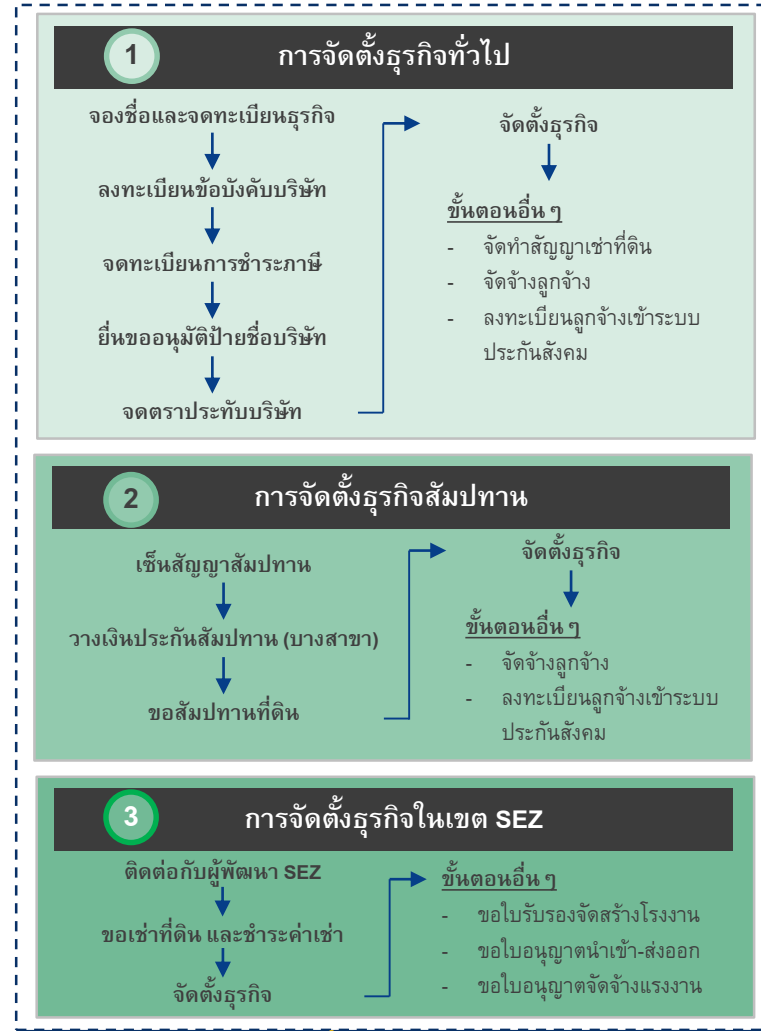 1
การจัดตั้งธุรกิจทั่วไป
จองชื่อและจดทะเบียนธุรกิจ
ลงทะเบียนข้อบังคับบริษัท
จดทะเบียนการชำระภาษี
ยื่นขออนุมัติป้ายชื่อบริษัท
จดตราประทับบริษัท
จัดตั้งธุรกิจ
ขั้นตอนอื่น ๆ
- จัดทำสัญญาเช่าที่ดิน
- จัดจ้างลูกจ้าง
- ลงทะเบียนลูกจ้างเข้าระบบ
ประกันสังคม
2
การจัดตั้งธุรกิจสัมปทาน
เซ็นสัญญาสัมปทาน
วางเงินประกันสัมปทาน (บางสาขา)
ขอสัมปทานที่ดิน
จัดตั้งธุรกิจ
ขั้นตอนอื่น ๆ
- จัดจ้างลูกจ้าง
- ลงทะเบียนลูกจ้างเข้าระบบ
ประกันสังคม
3
การจัดตั้งธุรกิจในเขต SEZ
ติดต่อกับผู้พัฒนา SEZ
ขอเช่าที่ดิน และชำระค่าเช่า
จัดตั้งธุรกิจ
ขั้นตอนอื่น ๆ
- ขอใบรับรองจัดสร้างโรงงาน
- ขอใบอนุญาตนำเข้า-ส่งออก
- ขอใบอนุญาตจัดจ้างแรงงาน